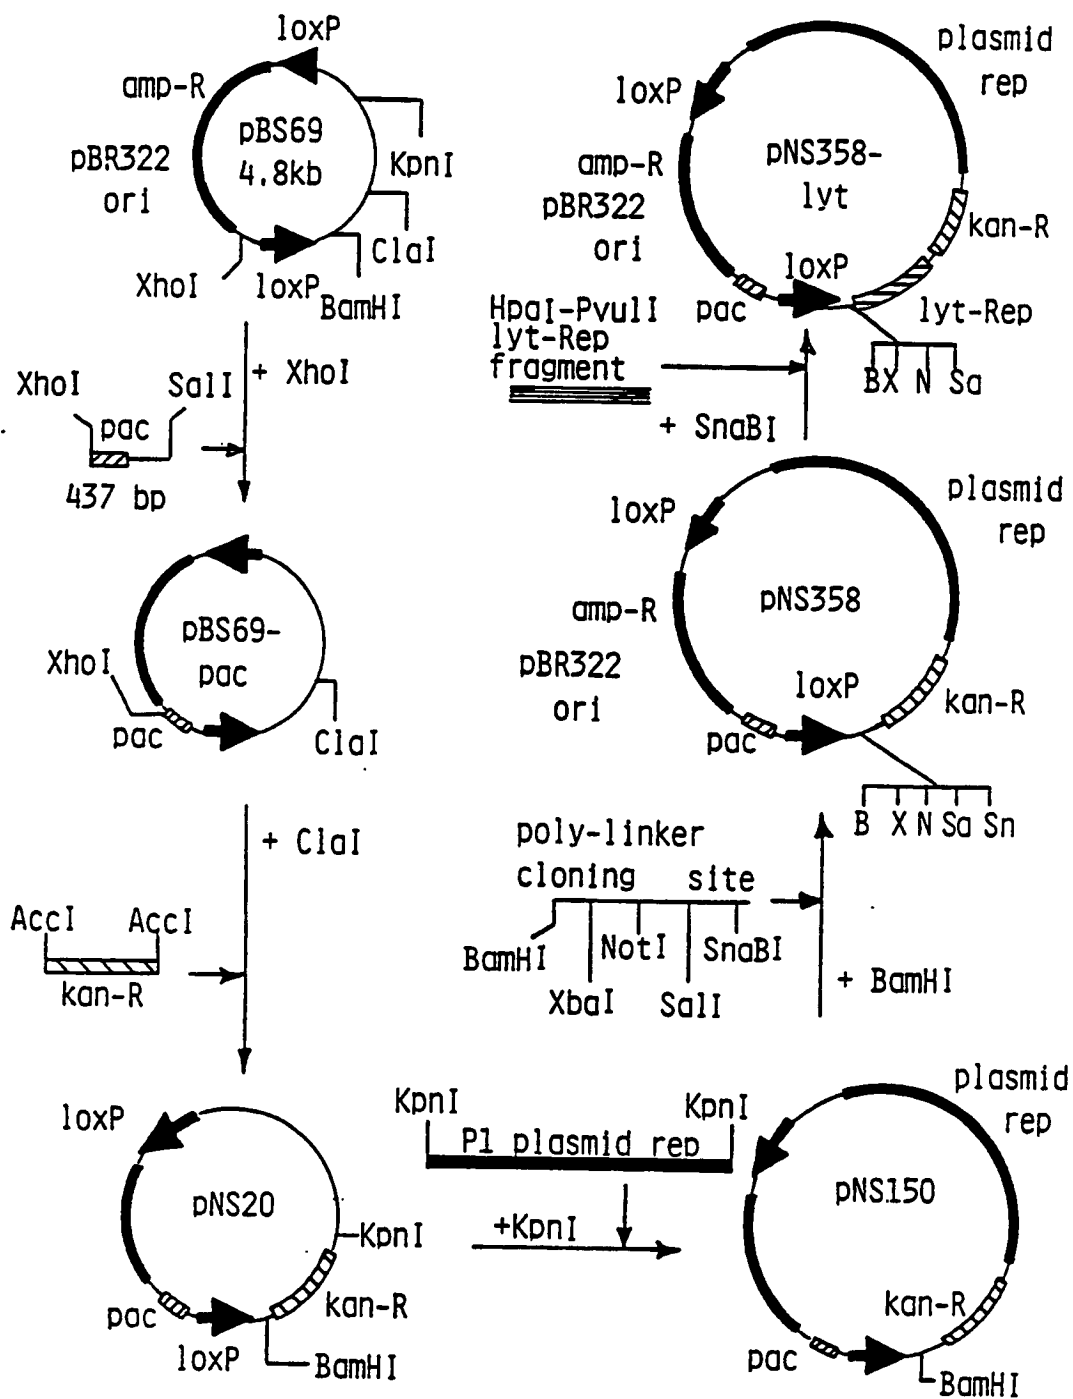 loxP
amp-R
pBS69
4.8kb
pBR322
ori
KpnI
ClaI
XhoI
loxP
BamHI
+ XhoI
XhoI
SalI
pac
437 bp
pBS69-
pac
XhoI
pac
ClaI
+ ClaI
AccI
AccI
kan-R
loxP
pNS20
KpnI
kan-R
pac
loxP
BamHI
KpnI
KpnI
P1 plasmid rep
+KpnI
plasmid
rep
pNS150
kan-R
pac
BamHI
poly-linker
cloning site
BamHI
XbaI
NotI
SalI
SnaBI
+ BamHI
plasmid
rep
loxP
amp-R
pNS358
pBR322
ori
loxP
kan-R
pac
B X N Sa Sn
HpaI-PvuII
lyt-Rep
fragment
+ SnaBI
plasmid
rep
loxP
amp-R
pNS358-
lyt
pBR322
ori
kan-R
loxP
pac
lyt-Rep
BX N Sa